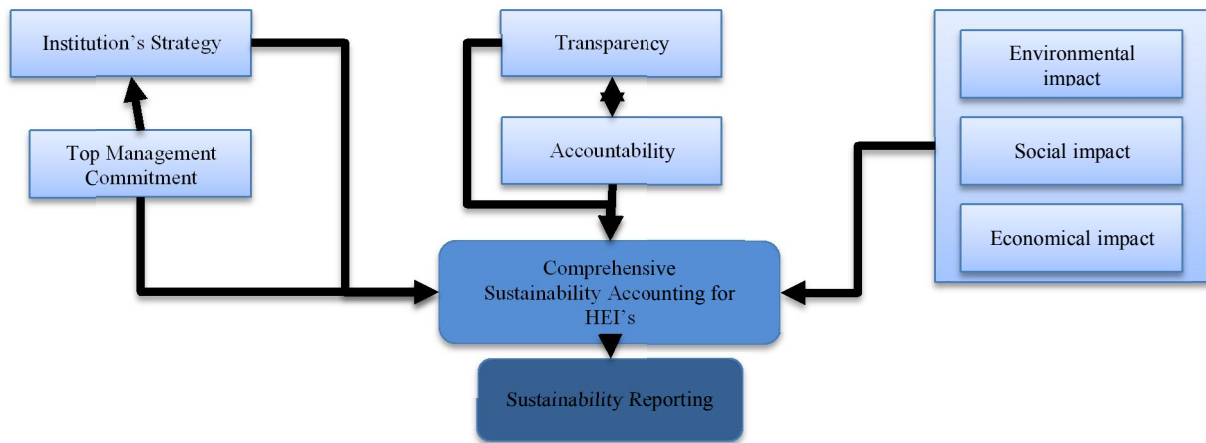 Institution’s Strategy
Top Management
Commitment
Transparency
Accountability
Environmental
impact
Social impact
Economical impact
Comprehensive
Sustainability Accounting for
HEI’s
Sustainability Reporting